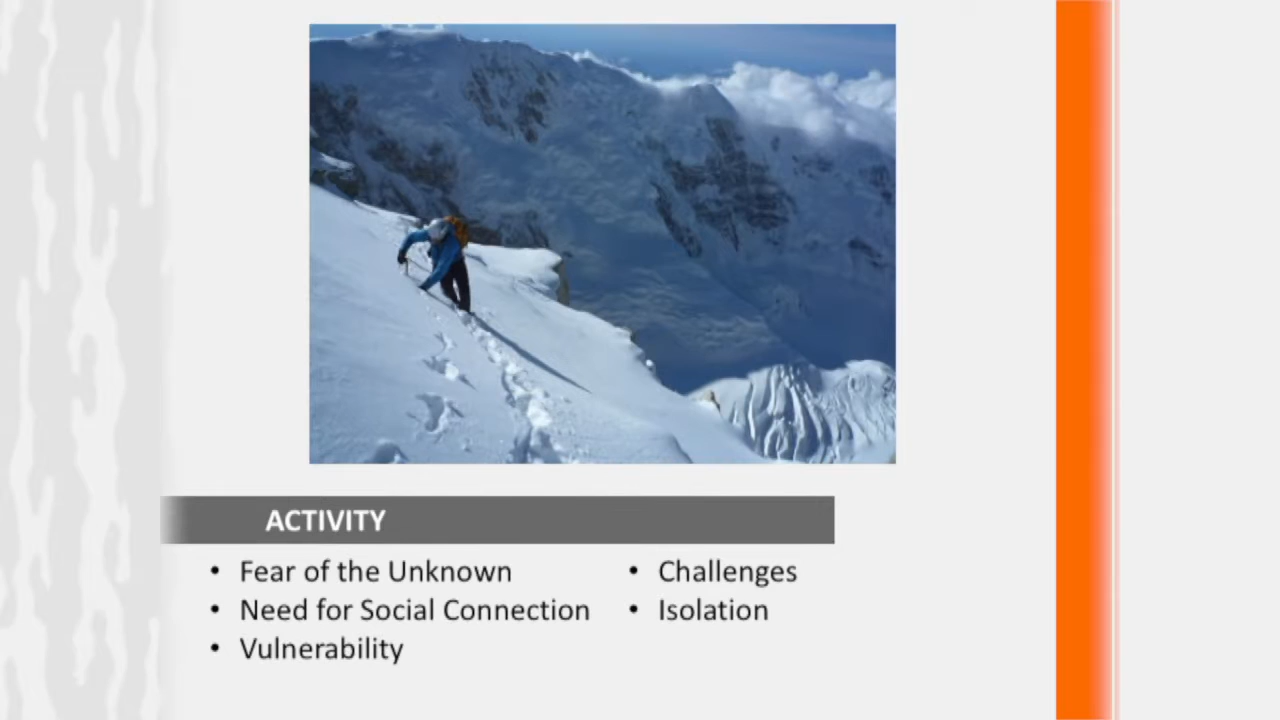 ACTIVITY
• Fear of the Unknown
• Need for Social Connection
• Vulnerability
• Challenges
• Isolation